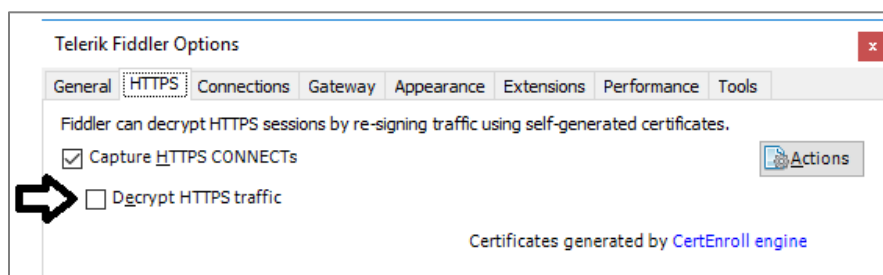 Telerik Fiddler Options
x
General HTTPS Connections Gateway Appearance Extensions Performance Tools
Fiddler can decrypt HTTPS sessions by re-signing traffic using self-generated certificates.
Capture HTTPS CONNECTs
Actions
Decrypt HTTPS traffic
Certificates generated by CertEnroll engine